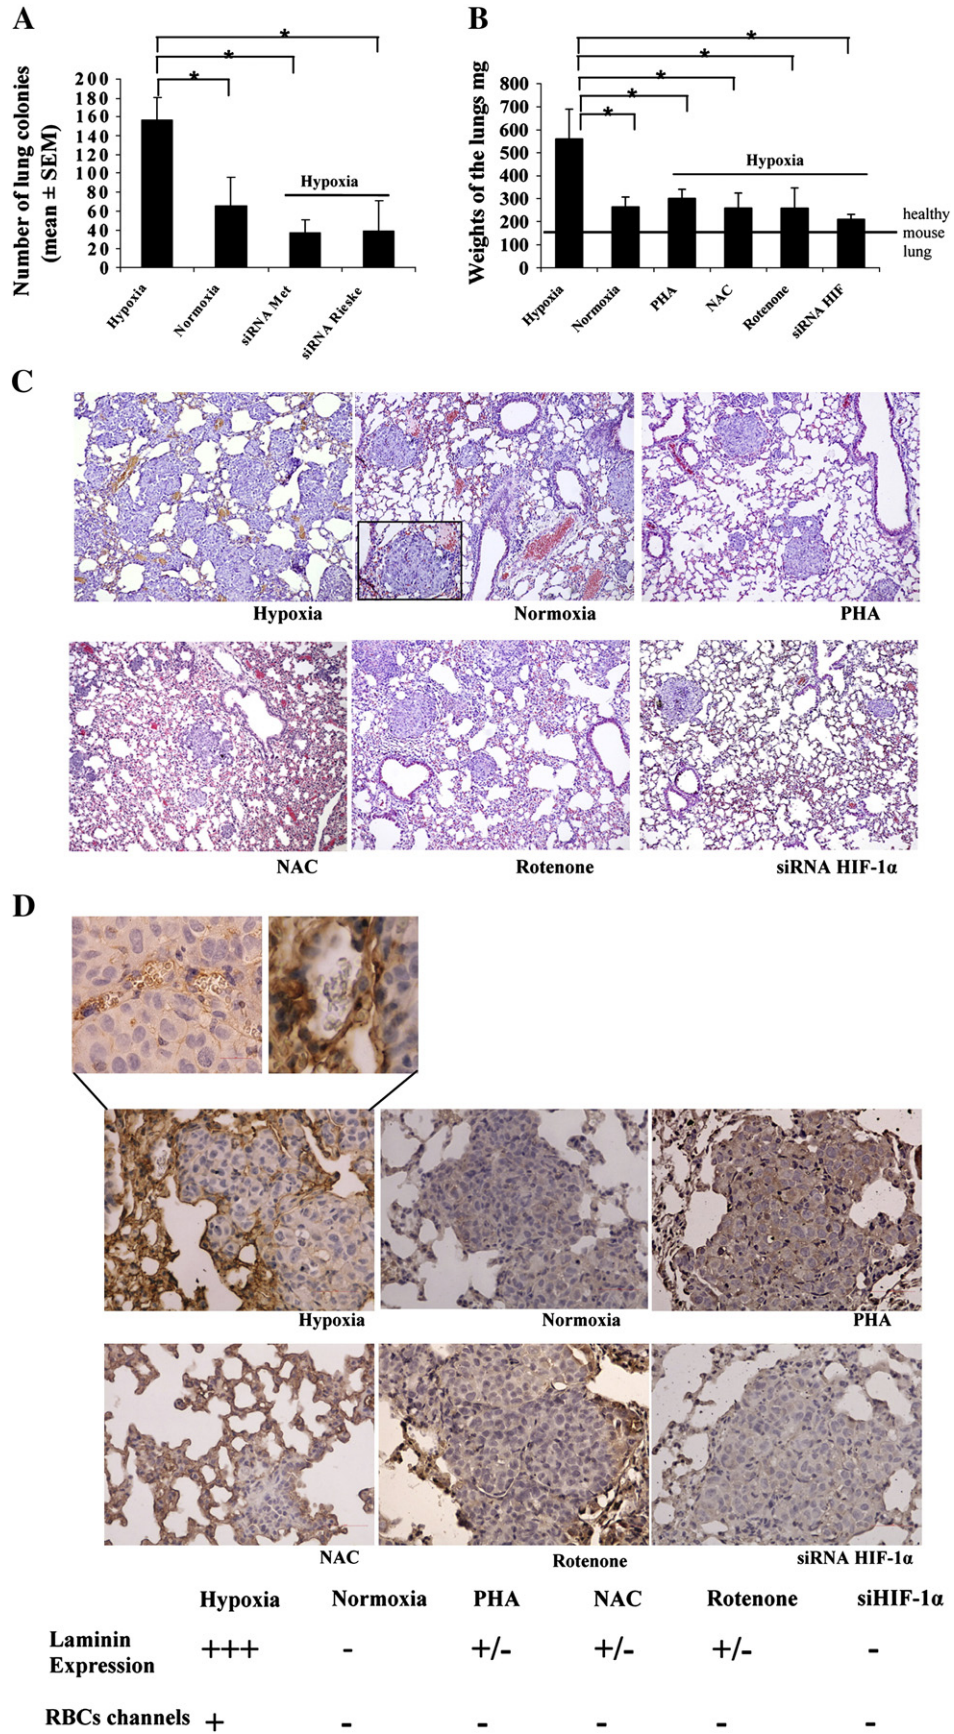 A
Number of lung colonies
(mean ± SEM)
200
180
160
140
120
100
80
60
40
20
0
*
*
*
Hypoxia
Hypoxia
Normoxia
siRNA Met
siRNA Rieske
B
Weights of the lungs mg
800
700
600
500
400
300
200
100
0
*
*
*
*
*
Hypoxia
healthy
mouse
lung
Hypoxia
Normoxia
PHA
NAC
Rotenone
siRNA HIF
C
Hypoxia
Normoxia
PHA
NAC
Rotenone
siRNA HIF-1α
D
Hypoxia
Normoxia
PHA
NAC
Rotenone
siRNA HIF-1α
Hypoxia Normoxia PHA NAC Rotenone siHIF-1α
Laminin
Expression +++ - +/- +/- +/- -
RBCs channels + - - - - -